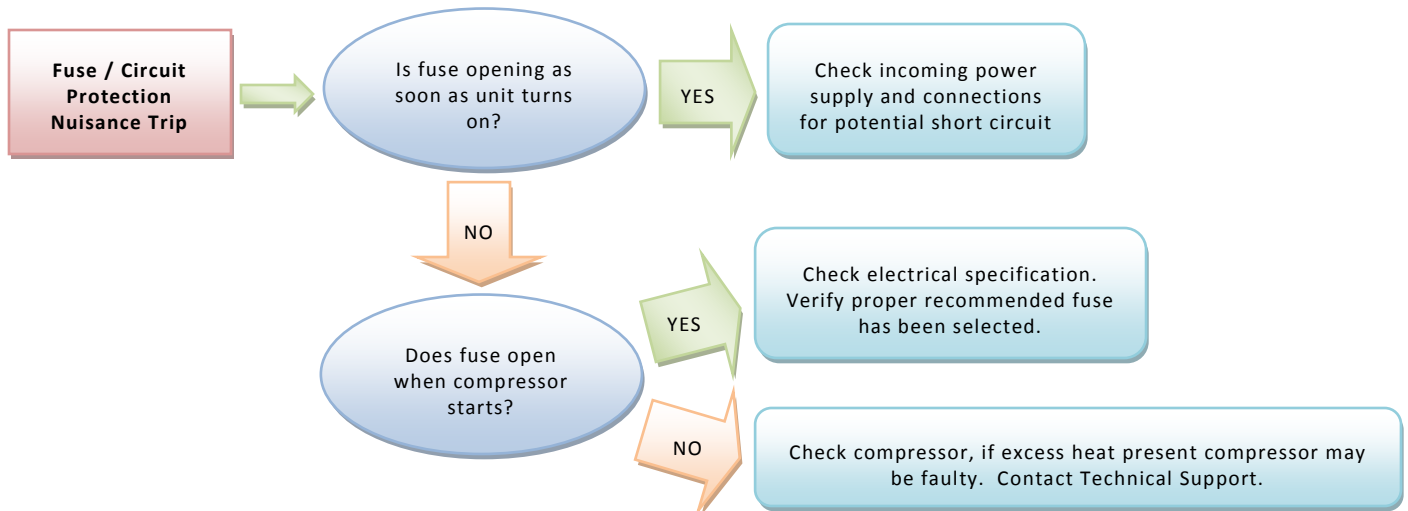 Fuse / Circuit
Protection
Nuisance Trip
Is fuse opening as
soon as unit turns
on?
YES
Check incoming power
supply and connections
for potential short circuit
NO
Does fuse open
when compressor
starts?
YES
Check electrical specification.
Verify proper recommended fuse
has been selected.
NO
Check compressor, if excess heat present compressor may
be faulty.  Contact Technical Support.